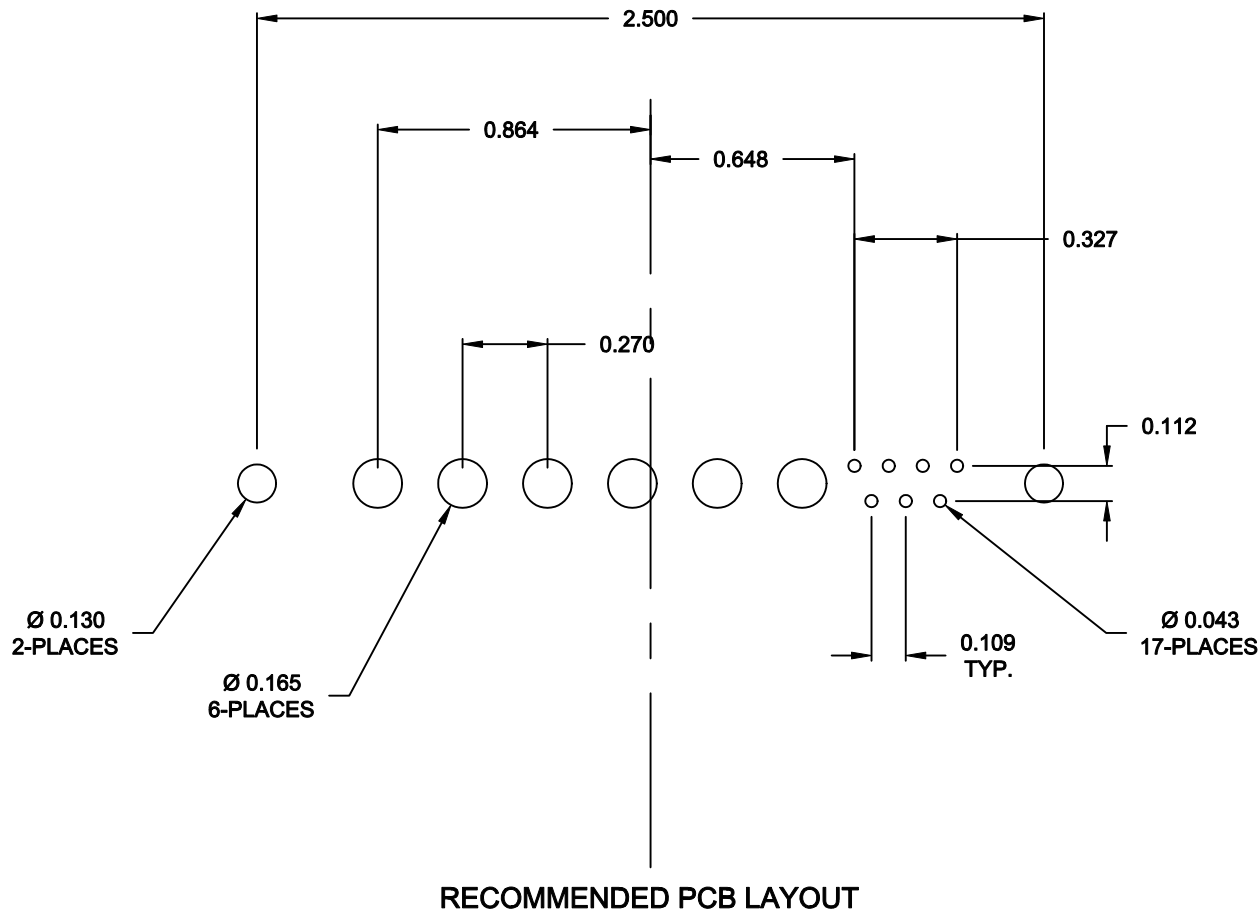 2.500
0.864
0.648
0.327
0.270
0.112
Ø 0.130
2-PLACES
Ø 0.165
6-PLACES
0.109
TYP.
Ø 0.043
17-PLACES
RECOMMENDED PCB LAYOUT